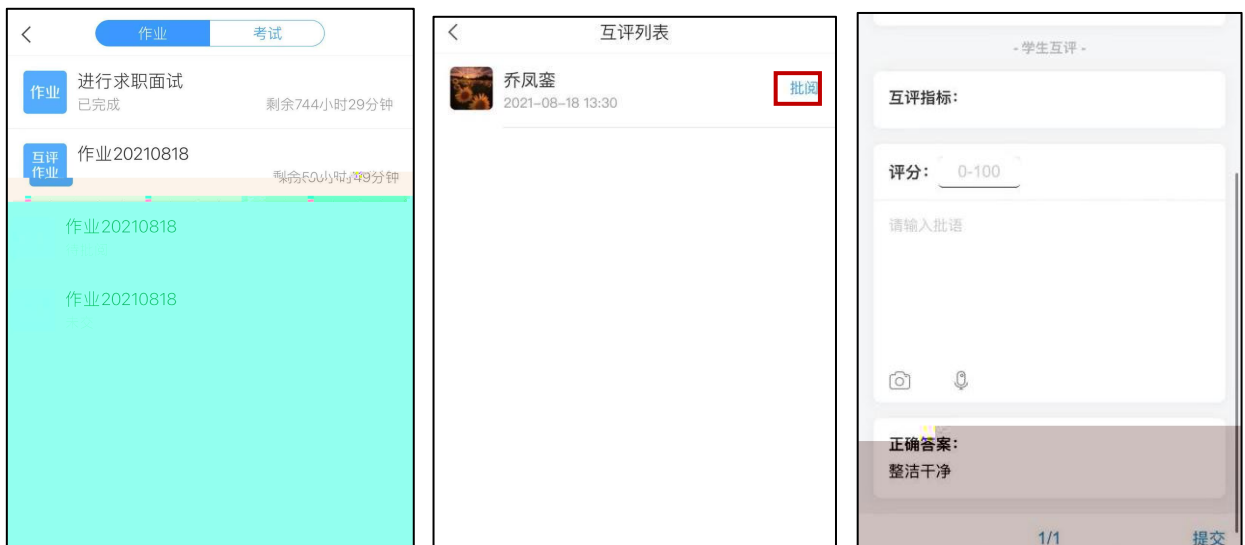 作业 考试
作业
进行求职面试
已完成 剩余744小时29分钟
互评
作业
作业20210818
作业20210818
作业20210818
互评列表
乔凤銮
2021-08-18 13:30
批阅
- 学生互评 -
互评指标：
评分： 0-100
请输入批语
正确答案：
整洁干净
1/1 提交